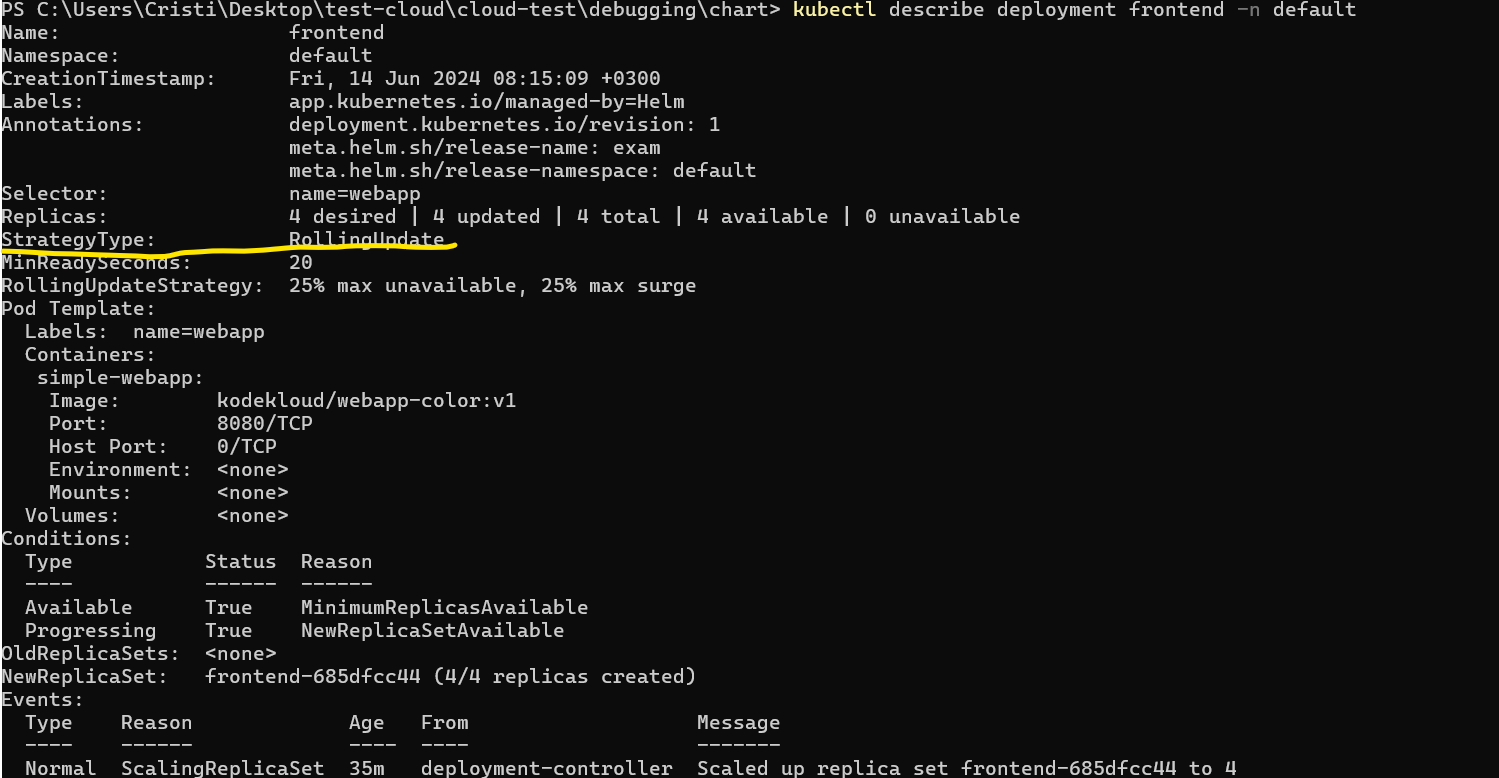 PS C:\Users\Cristi\Desktop\test-cloud\cloud-test\debugging\chart> kubectl describe deployment frontend -n default
Name:                   frontend
Namespace:              default
CreationTimestamp:      Fri, 14 Jun 2024 08:15:09 +0300
Labels:                 app.kubernetes.io/managed-by=Helm
Annotations:            deployment.kubernetes.io/revision: 1
                        meta.helm.sh/release-name: exam
                        meta.helm.sh/release-namespace: default
Selector:               name=webapp
Replicas:               4 desired | 4 updated | 4 total | 4 available | 0 unavailable
StrategyType:           RollingUpdate
MinReadySeconds:        20
RollingUpdateStrategy:  25% max unavailable, 25% max surge
Pod Template:
  Labels:  name=webapp
  Containers:
   simple-webapp:
    Image:        kodekloud/webapp-color:v1
    Port:         8080/TCP
    Host Port:    0/TCP
    Environment:  <none>
    Mounts:       <none>
  Volumes:        <none>
Conditions:
  Type           Status  Reason
  ----           ------  ------
  Available      True    MinimumReplicasAvailable
  Progressing    True    NewReplicaSetAvailable
OldReplicaSets:  <none>
NewReplicaSet:   frontend-685dfcc44 (4/4 replicas created)
Events:
  Type    Reason             Age   From                   Message
  ----    ------             ----  ----                   -------
  Normal  ScalingReplicaSet  35m   deployment-controller  Scaled up replica set frontend-685dfcc44 to 4